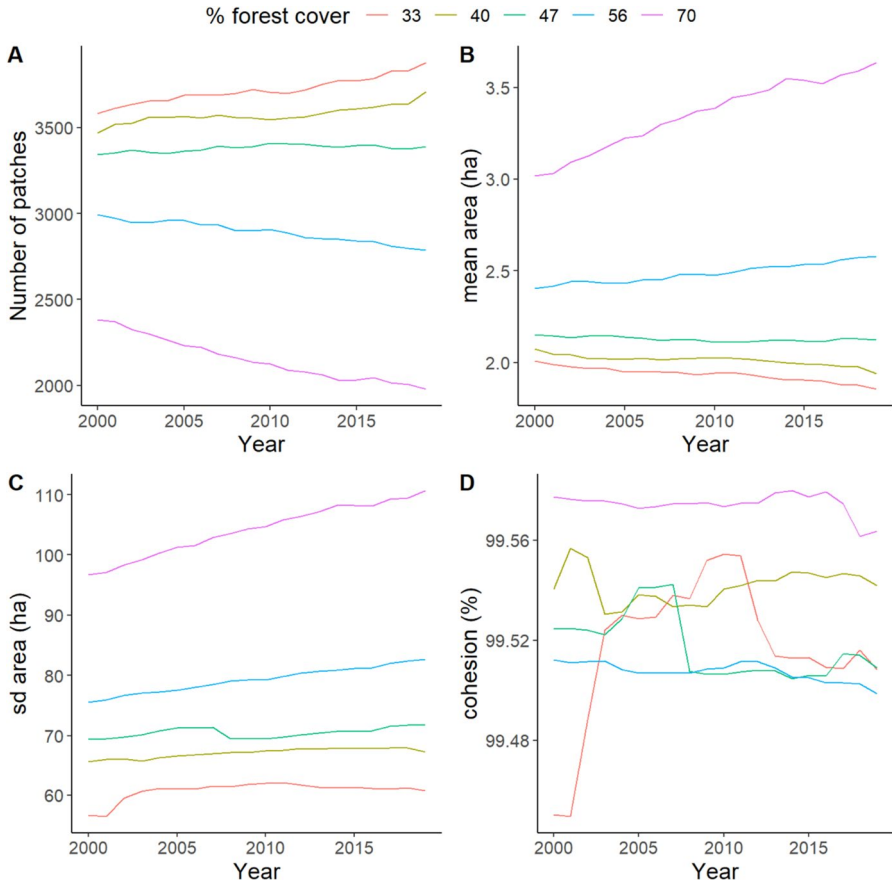 % forest cover 33 40 47 56 70
A
Number of patches
3500
3000
2500
2000
2000 2005 2010 2015
Year
B
mean area (ha)
3.5
3.0
2.5
2.0
2000 2005 2010 2015
Year
C
sd area (ha)
110
100
90
80
70
60
2000 2005 2010 2015
Year
D
cohesion (%)
99.56
99.52
99.48
2000 2005 2010 2015
Year